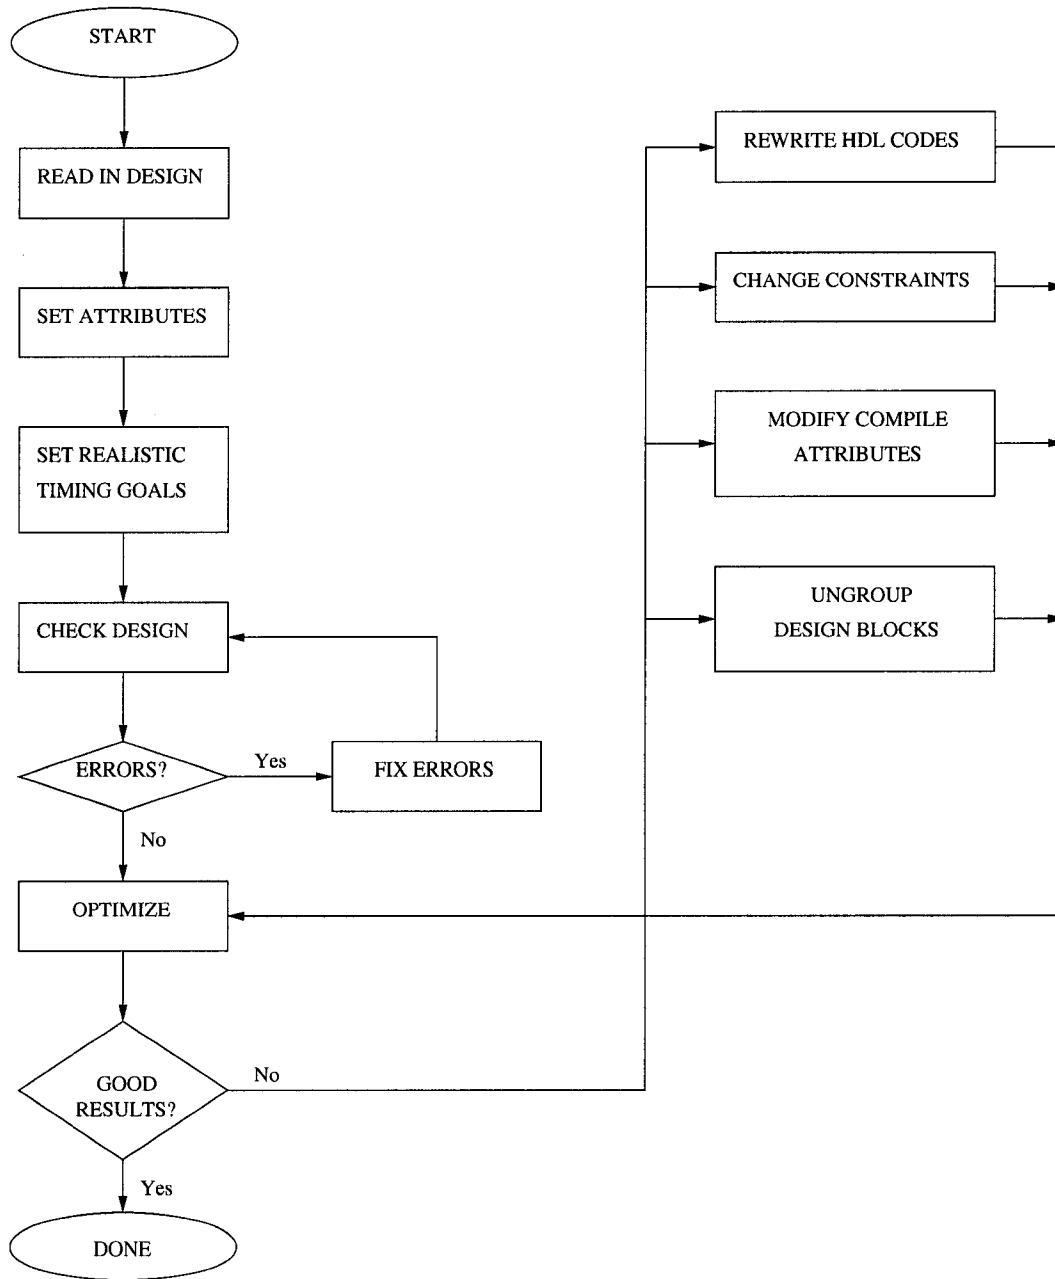 START
READ IN DESIGN
SET ATTRIBUTES
SET REALISTIC
TIMING GOALS
CHECK DESIGN
ERRORS?
Yes
FIX ERRORS
No
OPTIMIZE
GOOD
RESULTS?
No
Yes
DONE
REWRITE HDL CODES
CHANGE CONSTRAINTS
MODIFY COMPILE
ATTRIBUTES
UNGROUP
DESIGN BLOCKS